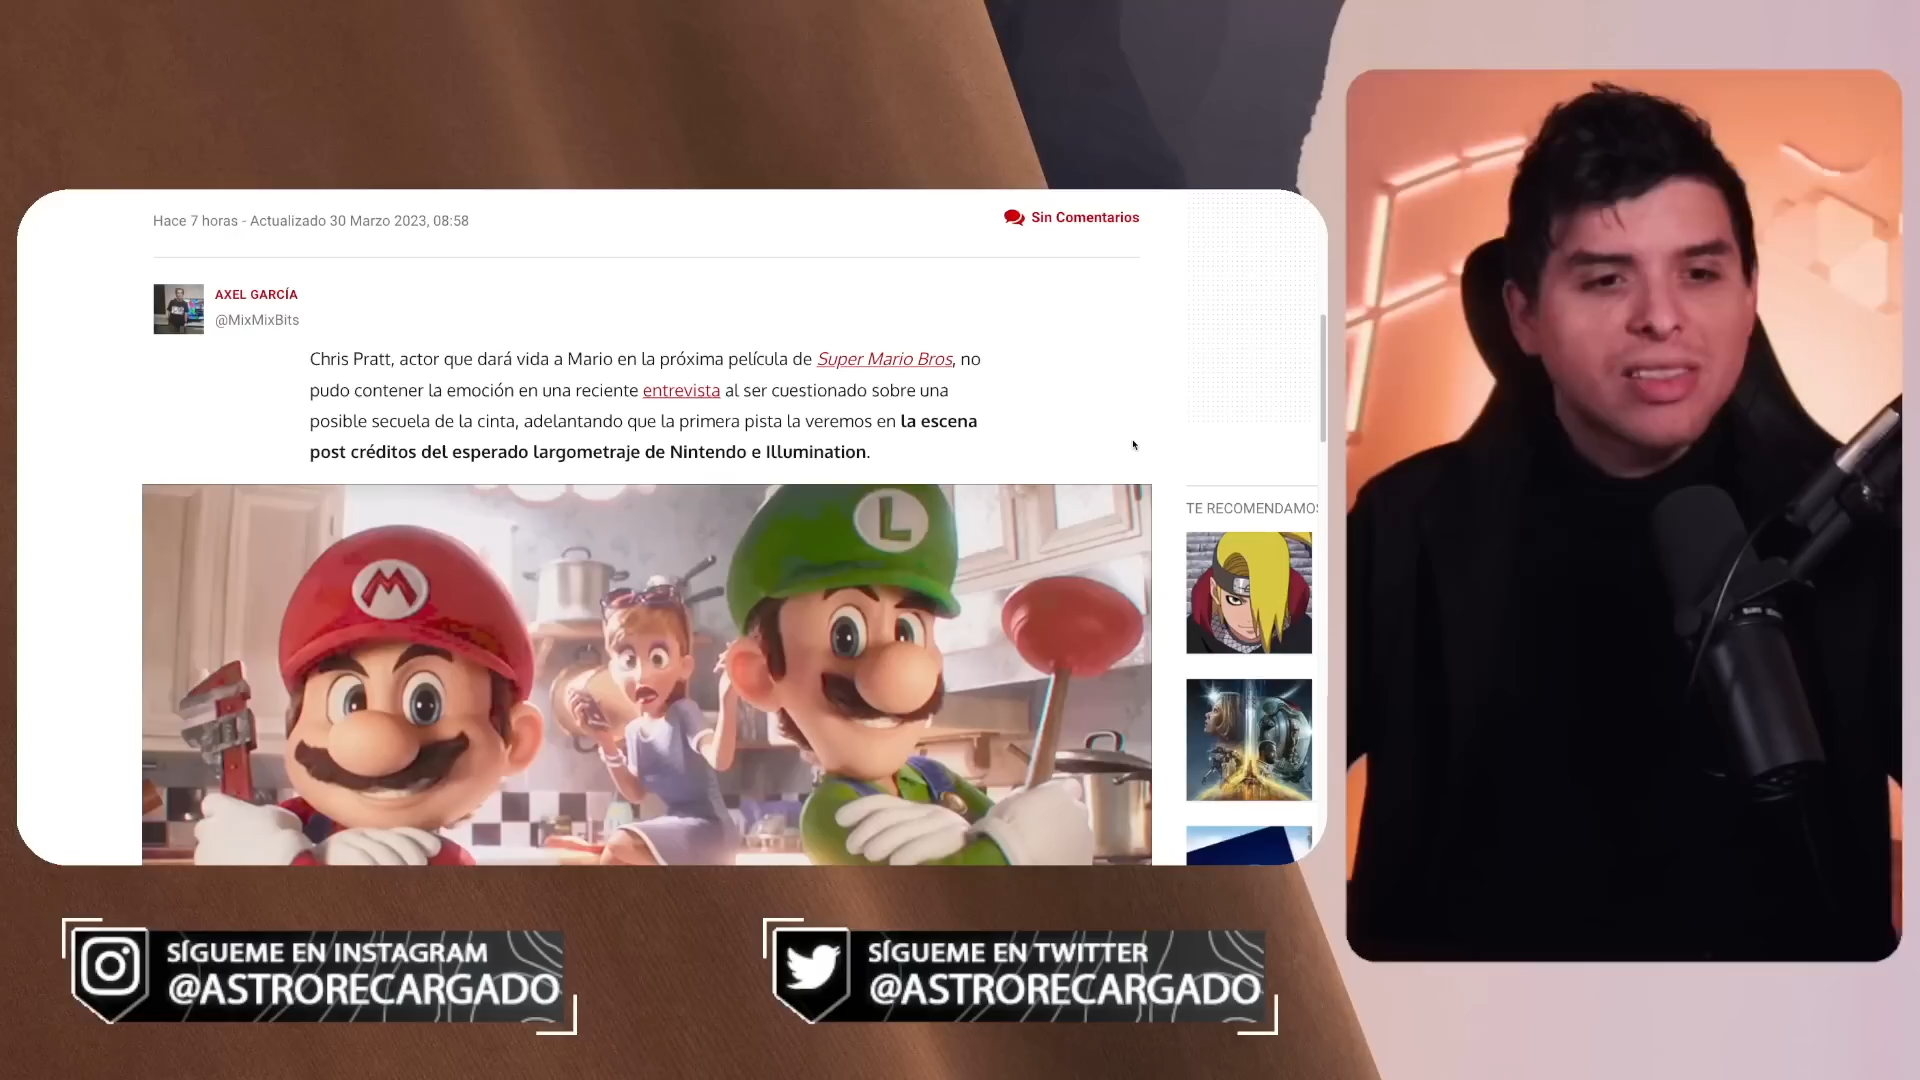 Hace 7 horas - Actualizado 30 Marzo 2023, 08:58
Sin Comentarios
AXEL GARCÍA
@MixMixBits
Chris Pratt, actor que dará vida a Mario en la próxima película de Super Mario Bros, no
pudo contener la emoción en una reciente entrevista al ser cuestionado sobre una
posible secuela de la cinta, adelantando que la primera pista la veremos en la escena
post créditos del esperado largometraje de Nintendo e Illumination.
M
L
TE RECOMENDAMOS
SÍGUEME EN INSTAGRAM
@ASTRORECARGADO
SÍGUEME EN TWITTER
@ASTRORECARGADO